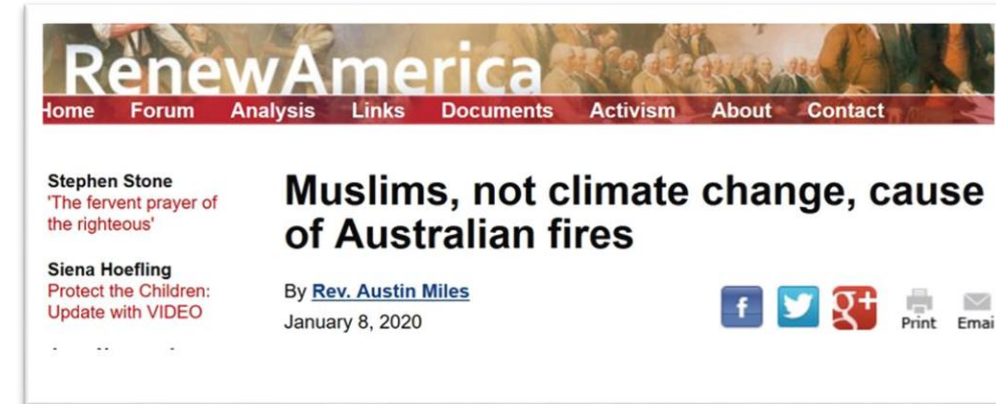 RenewAmerica
Home Forum Analysis Links Documents Activism About Contact
Stephen Stone
'The fervent prayer of
the righteous'
Siena Hoefling
Protect the Children:
Update with VIDEO
Muslims, not climate change, cause
of Australian fires
By Rev. Austin Miles
January 8, 2020
f
g+
Print Emai